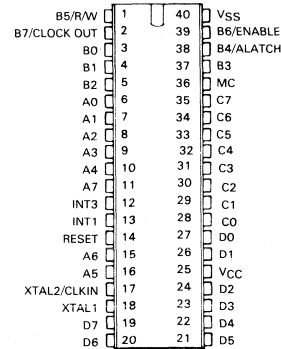 B5/R/W 1 40 VSS
B7/CLOCK OUT 2 39 B6/ENABLE
B0 3 38 B4/ALATCH
B1 4 37 B3
B2 5 36 MC
A0 6 35 C7
A1 7 34 C6
A2 8 33 C5
A3 9 32 C4
A4 10 31 C3
A7 11 30 C2
INT3 12 29 C1
INT1 13 28 C0
RESET 14 27 D0
A6 15 26 D1
A5 16 25 VCC
XTAL2/CLKIN 17 24 D2
XTAL1 18 23 D3
D7 19 22 D4
D6 20 21 D5